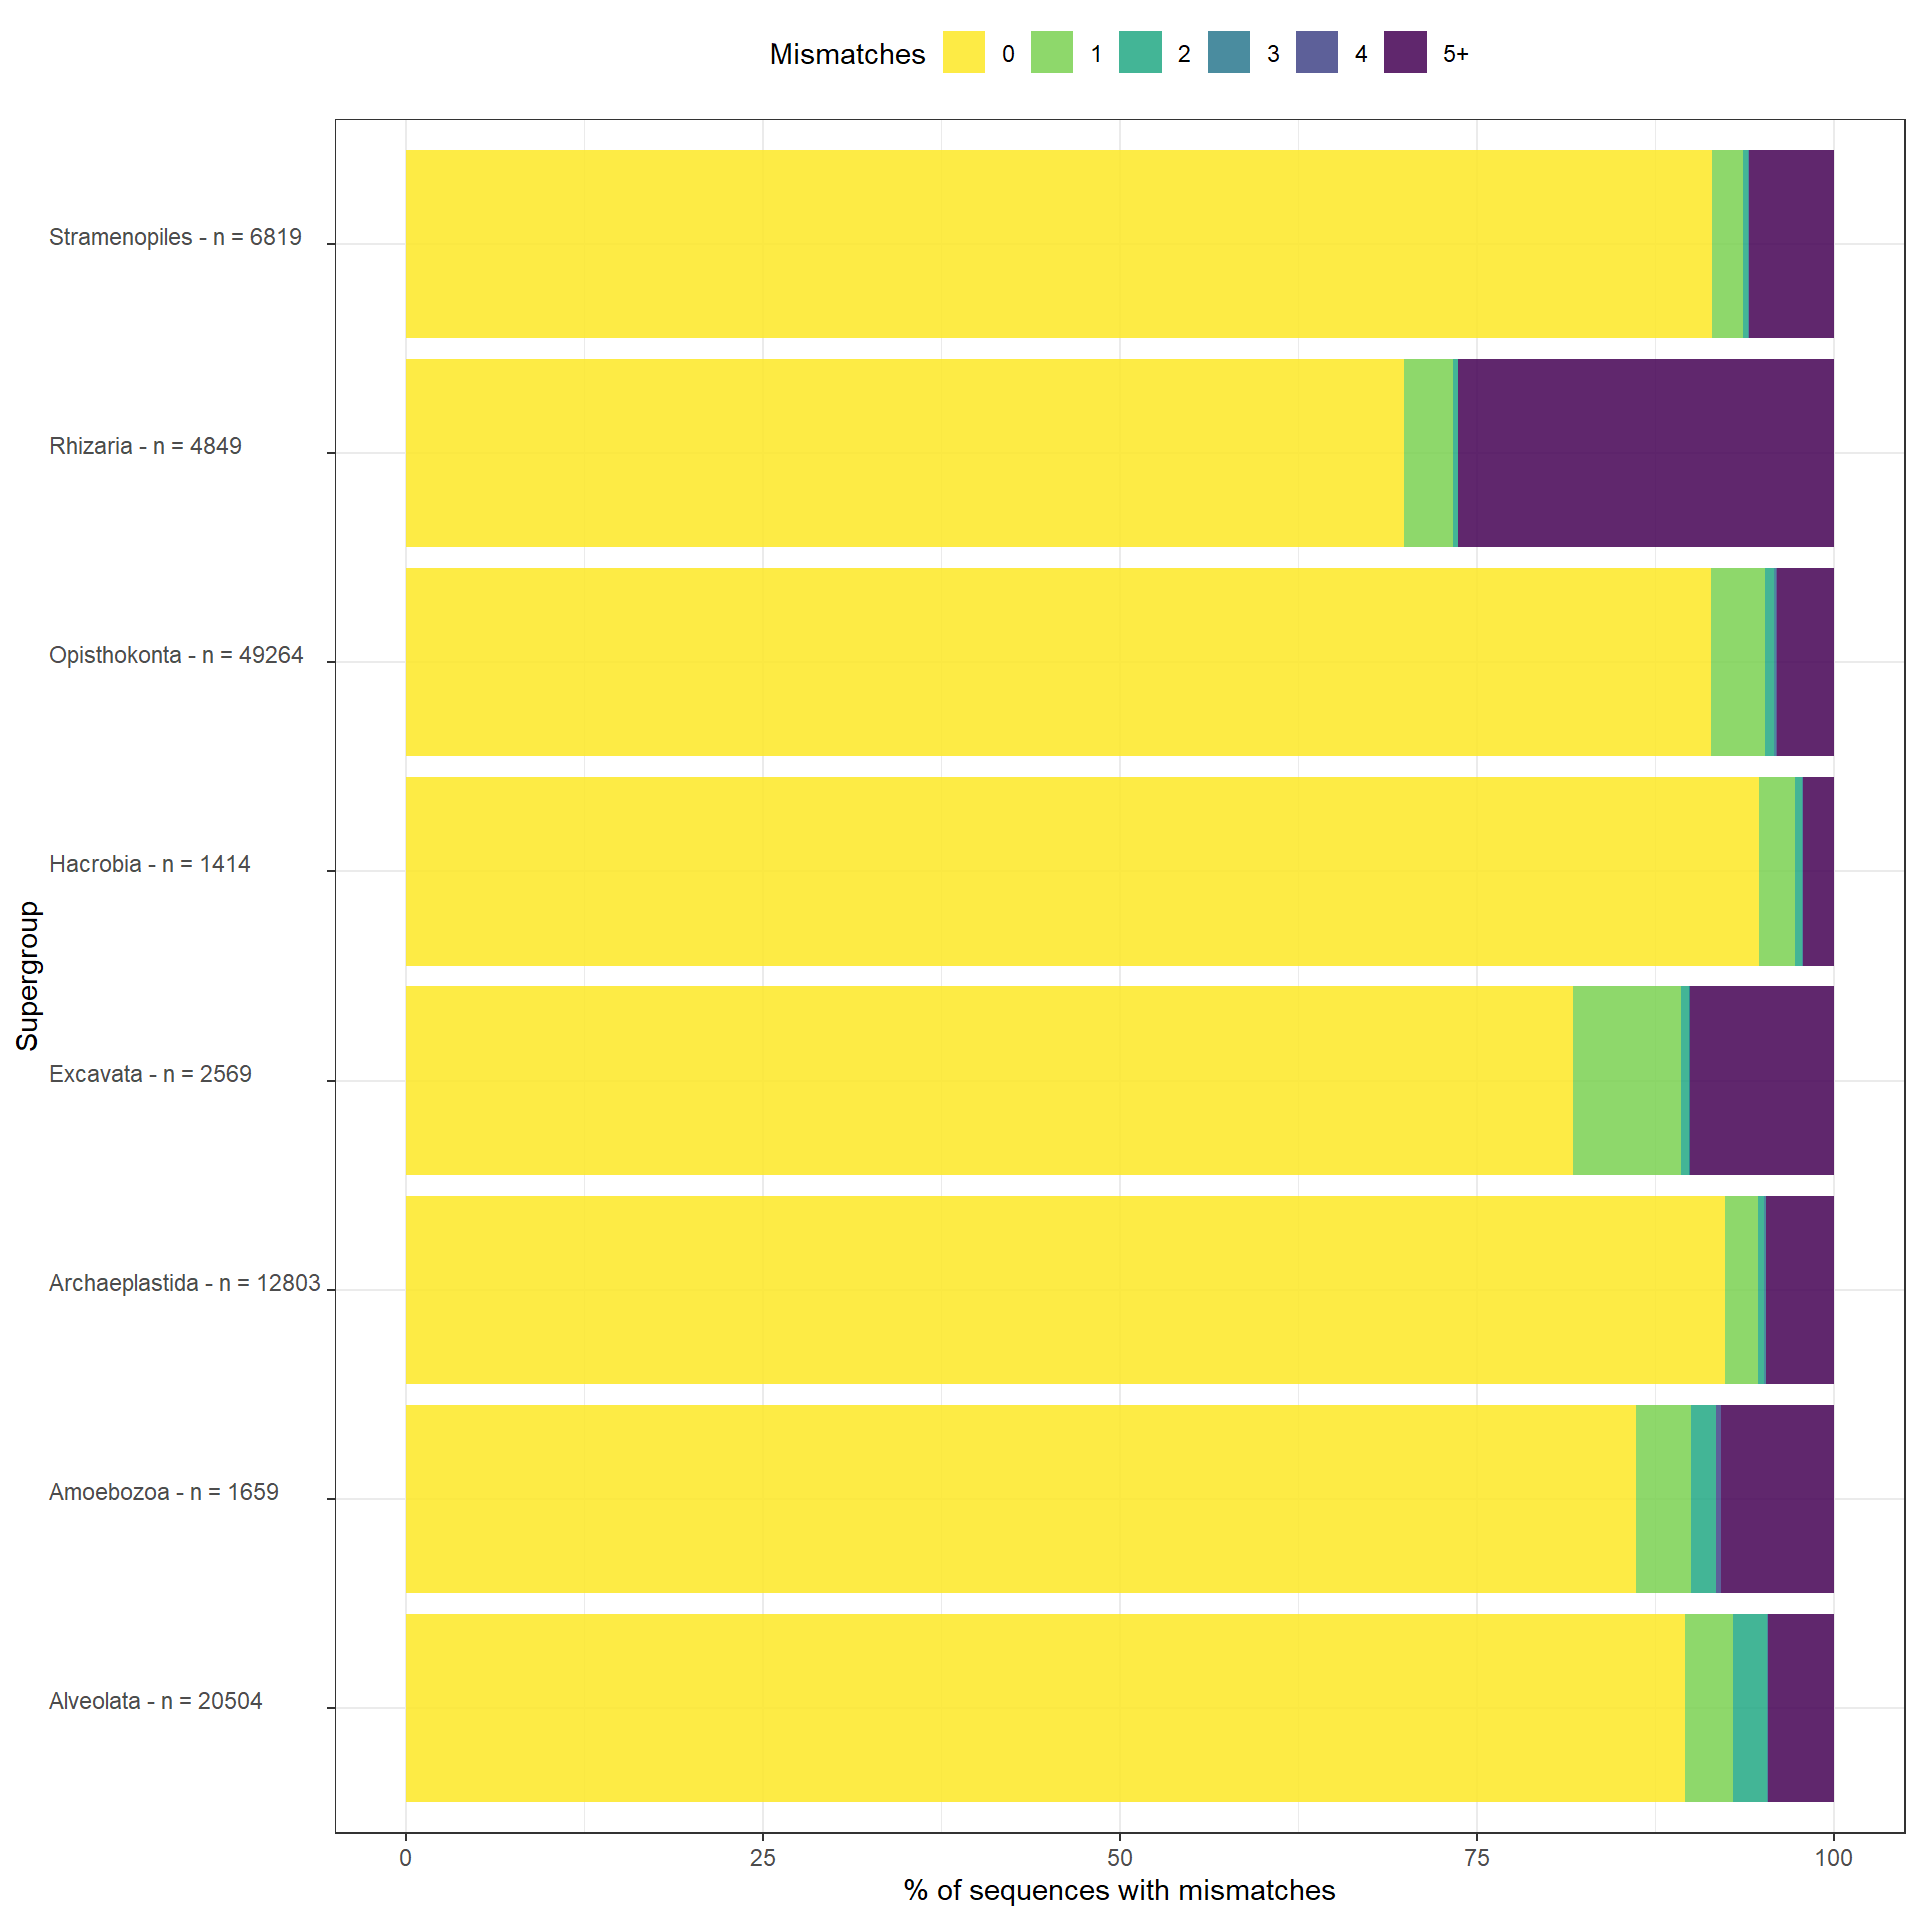 Mismatches 0 1 2 3 4 5+
Stramenopiles - n = 6819
Rhizaria - n = 4849
Opisthokonta - n = 49264
Hacrobia - n = 1414
Excavata - n = 2569
Archaeplastida - n = 12803
Amoebozoa - n = 1659
Alveolata - n = 20504
Supergroup
0 25 50 75 100
% of sequences with mismatches